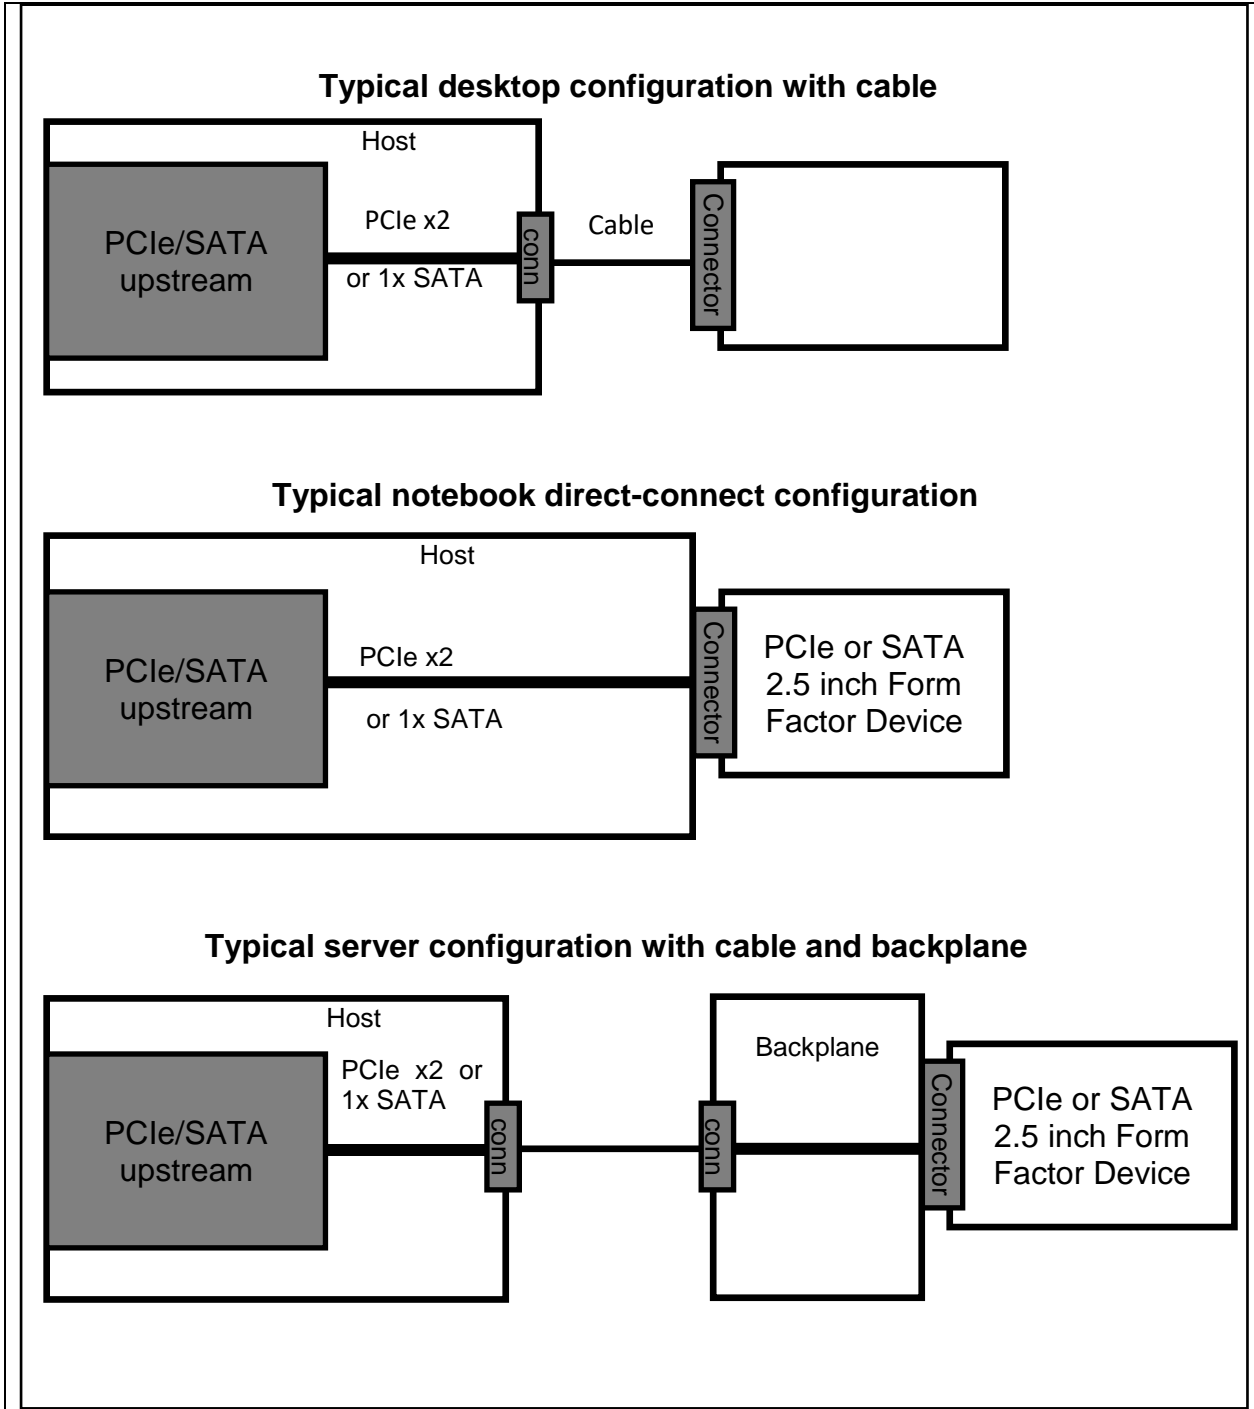 Typical desktop configuration with cable
Host
PCIe/SATA
upstream
PCIe x2
or 1x SATA
conn
Cable
Connector
Typical notebook direct-connect configuration
Host
PCIe/SATA
upstream
PCIe x2
or 1x SATA
Connector
PCIe or SATA
2.5 inch Form
Factor Device
Typical server configuration with cable and backplane
Host
PCIe/SATA
upstream
PCIe x2 or
1x SATA
conn
conn
Backplane
Connector
PCIe or SATA
2.5 inch Form
Factor Device